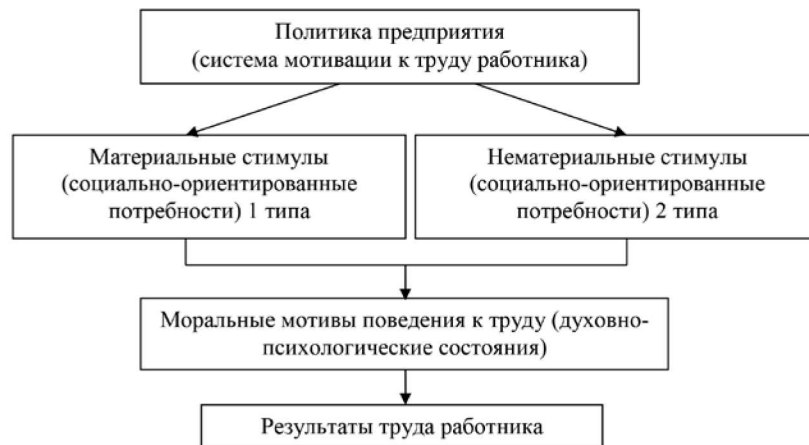 Политика предприятия
(система мотивации к труду работника)
Материальные стимулы
(социально-ориентированные
потребности) 1 типа
Нематериальные стимулы
(социально-ориентированные
потребности) 2 типа
Моральные мотивы поведения к труду (духовно-
психологические состояния)
Результаты труда работника